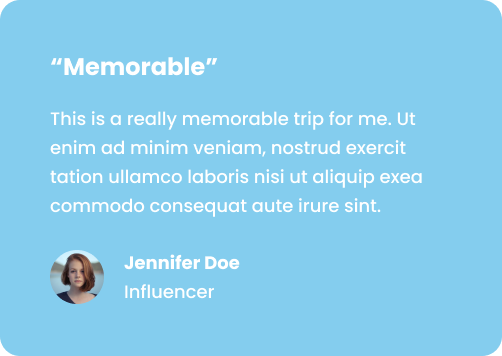 “Memorable”
This is a really memorable trip for me. Ut
enim ad minim veniam, nostrud exercit
tation ullamco laboris nisi ut aliquip exea
commodo consequat aute irure sint.
Jennifer Doe
Influencer